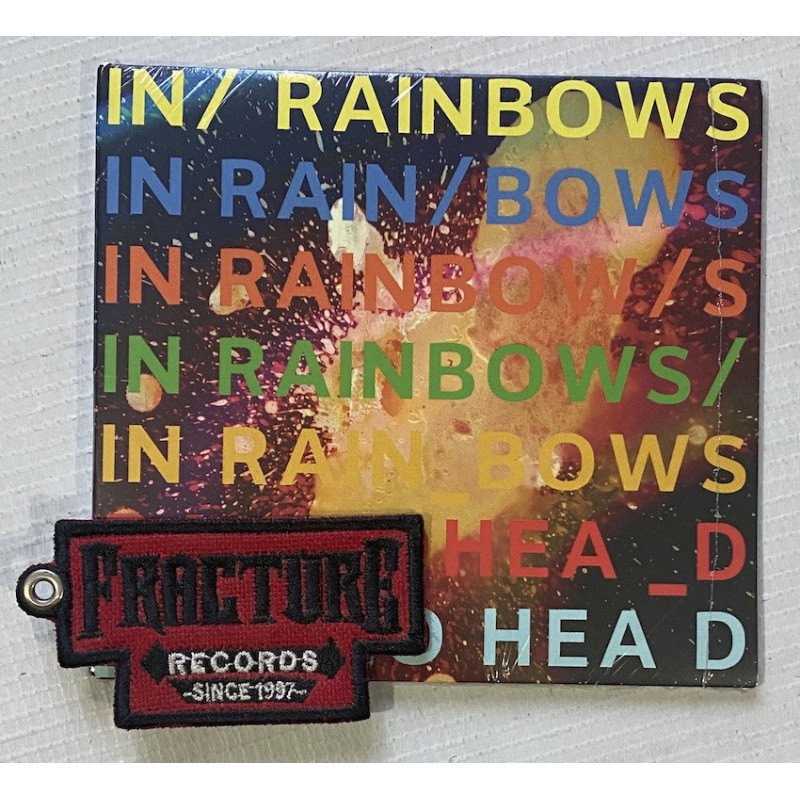 IN/ RAINBOWS
IN RAIN/BOWS
IN RAINBOW/S
IN RAINBOWS/
IN RAIN_BOWS
HEA_D
O HEA D
FRACTURE
RECORDS
-SINCE 1997-